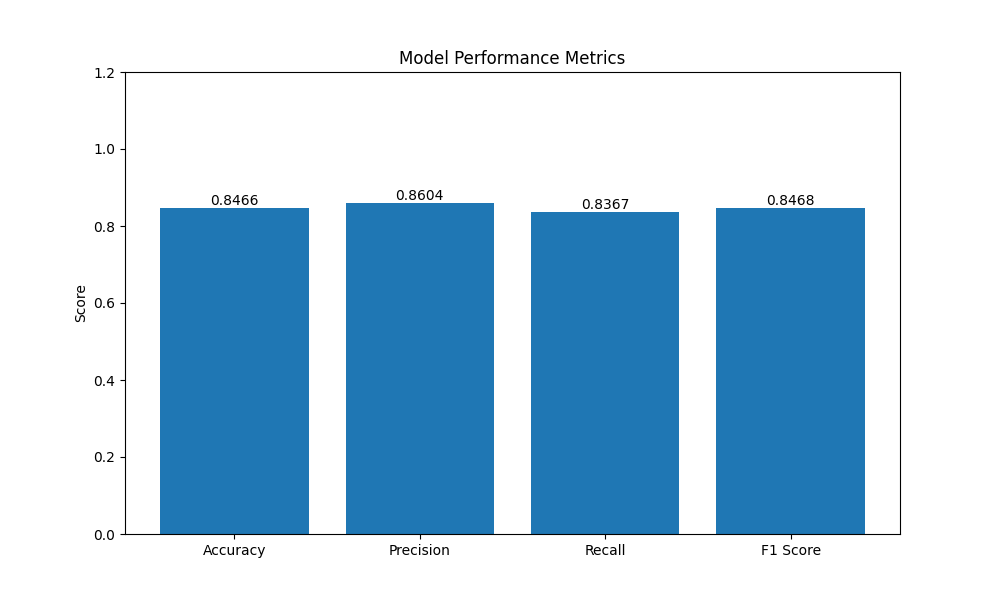 Model Performance Metrics
1.2
1.0
0.8
0.6
0.4
0.2
0.0
Score
0.8466
0.8604
0.8367
0.8468
Accuracy
Precision
Recall
F1 Score